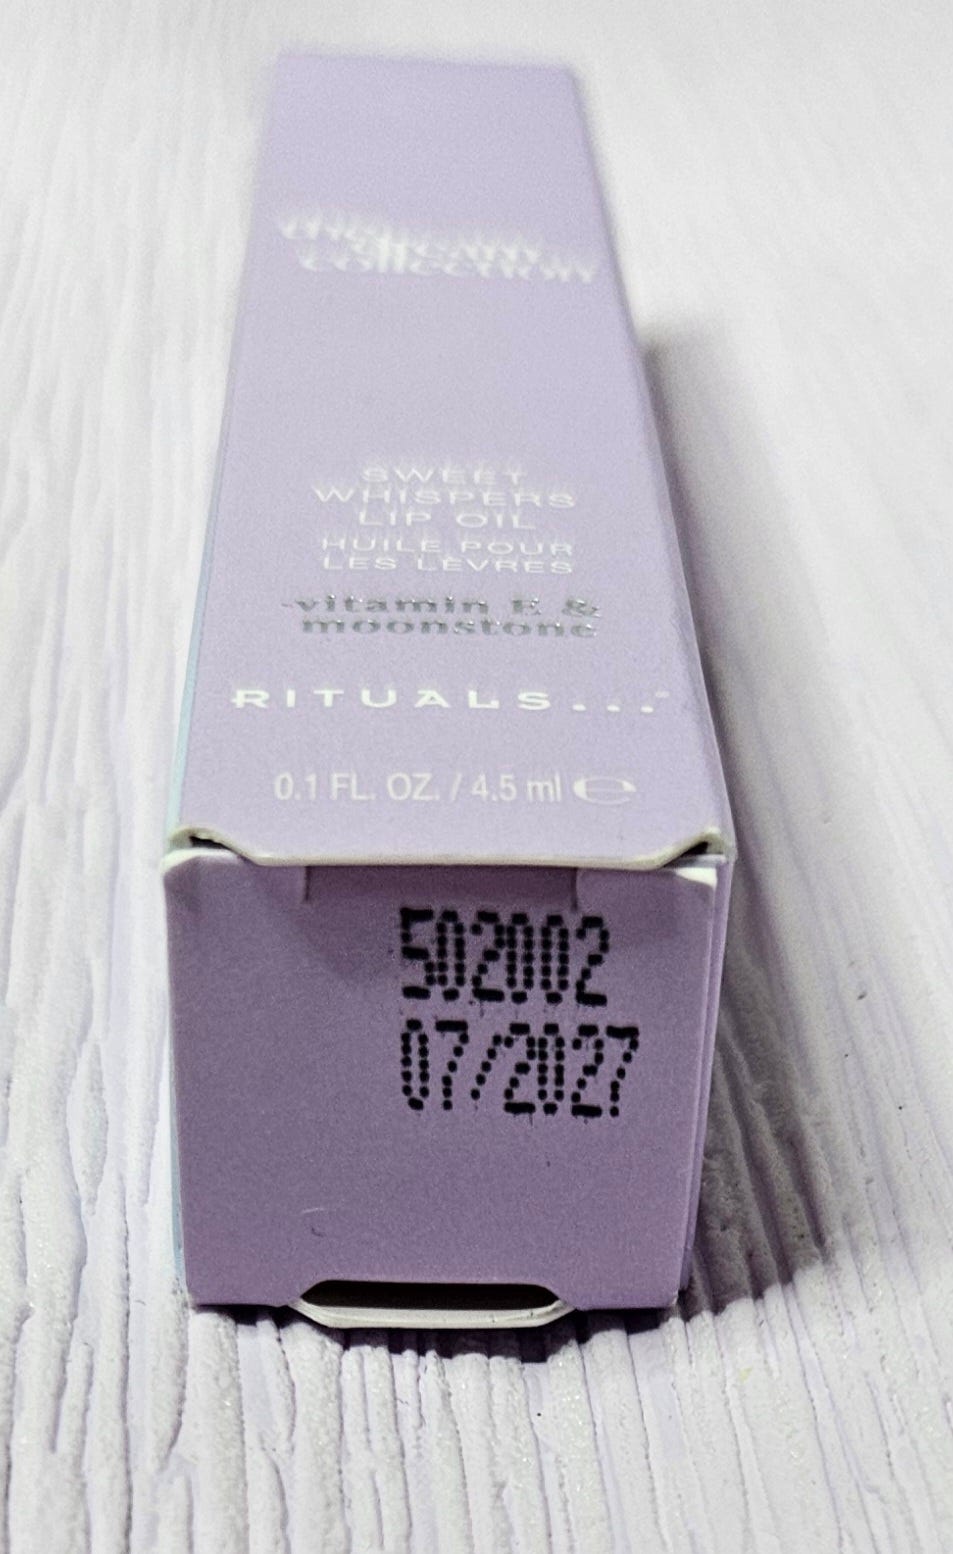 collection
SWEET
WHISPERS
LIP OIL
HUILE POUR
LES LÈVRES
vitamin E &
moonstone
RITUALS...®
0.1 FL. OZ. / 4.5 ml ℮
502002
07/2027